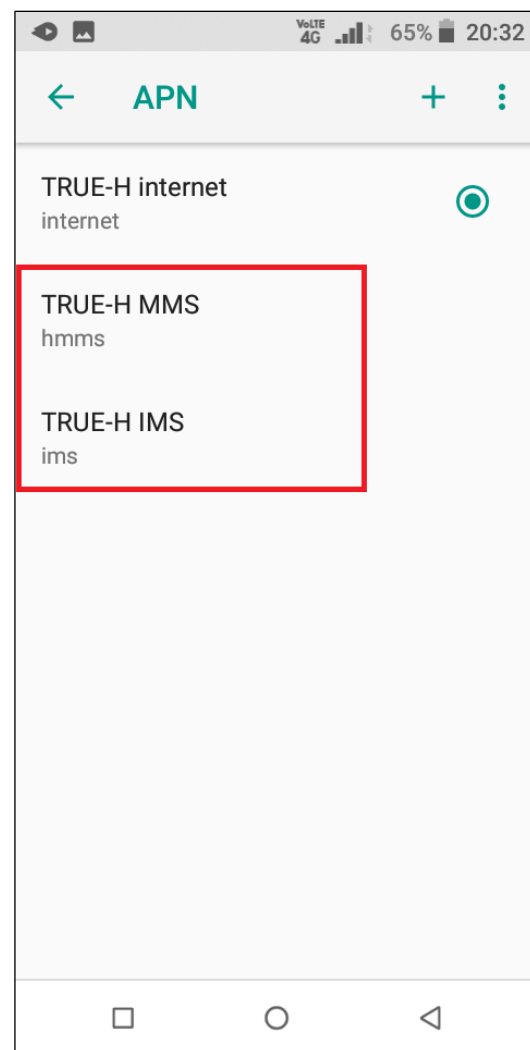 VoLTE
4G 65% 20:32
APN
TRUE-H internet
internet
TRUE-H MMS
hmms
TRUE-H IMS
ims